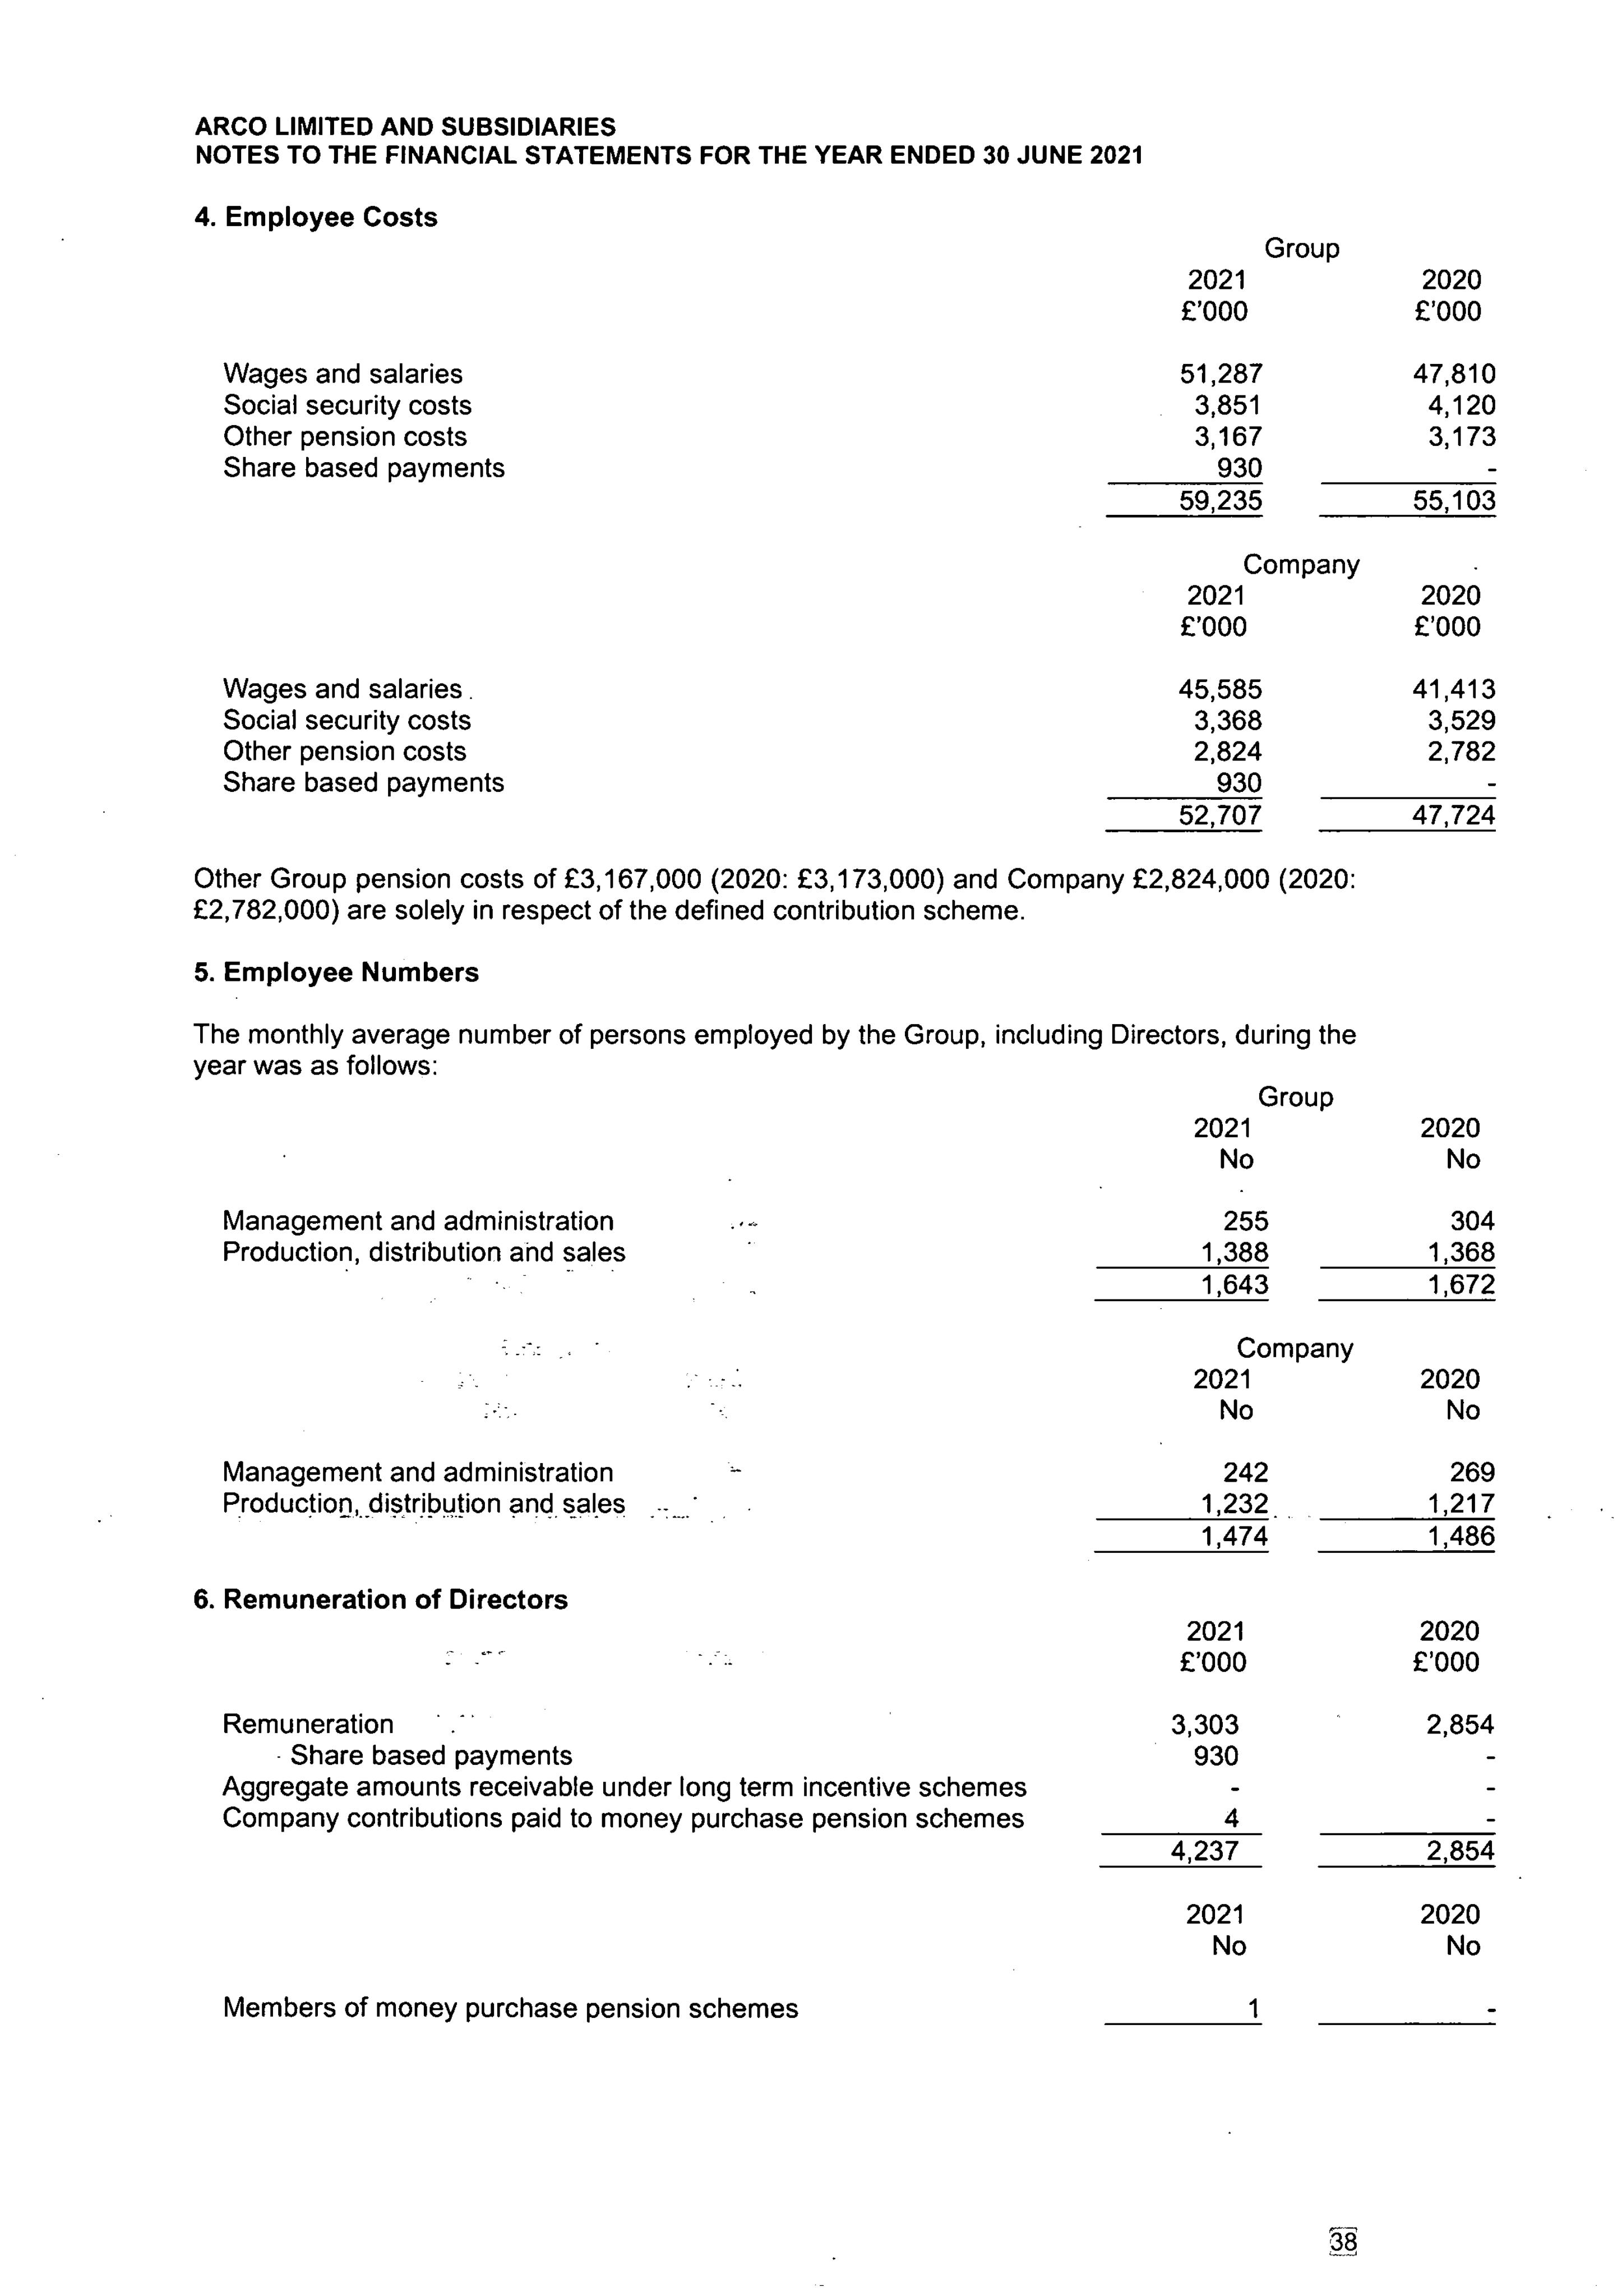 ARCO LIMITED AND SUBSIDIARIES
NOTES TO THE FINANCIAL STATEMENTS FOR THE YEAR ENDED 30 JUNE 2021
4. Employee Costs
Group
2021 2020
£'000 £'000
Wages and salaries 51,287 47,810
Social security costs 3,851 4,120
Other pension costs 3,167 3,173
Share based payments 930 -
59,235 55,103
Company
2021 2020
£'000 £'000
Wages and salaries 45,585 41,413
Social security costs 3,368 3,529
Other pension costs 2,824 2,782
Share based payments 930 -
52,707 47,724
Other Group pension costs of £3,167,000 (2020: £3,173,000) and Company £2,824,000 (2020:
£2,782,000) are solely in respect of the defined contribution scheme.
5. Employee Numbers
The monthly average number of persons employed by the Group, including Directors, during the
year was as follows:
Group
2021 2020
No No
Management and administration 255 304
Production, distribution and sales 1,388 1,368
1,643 1,672
Company
2021 2020
No No
Management and administration 242 269
Production, distribution and sales 1,232 1,217
1,474 1,486
6. Remuneration of Directors
2021 2020
£'000 £'000
Remuneration 3,303 2,854
- Share based payments 930 -
Aggregate amounts receivable under long term incentive schemes - -
Company contributions paid to money purchase pension schemes 4 -
4,237 2,854
2021 2020
No No
Members of money purchase pension schemes 1 -
38